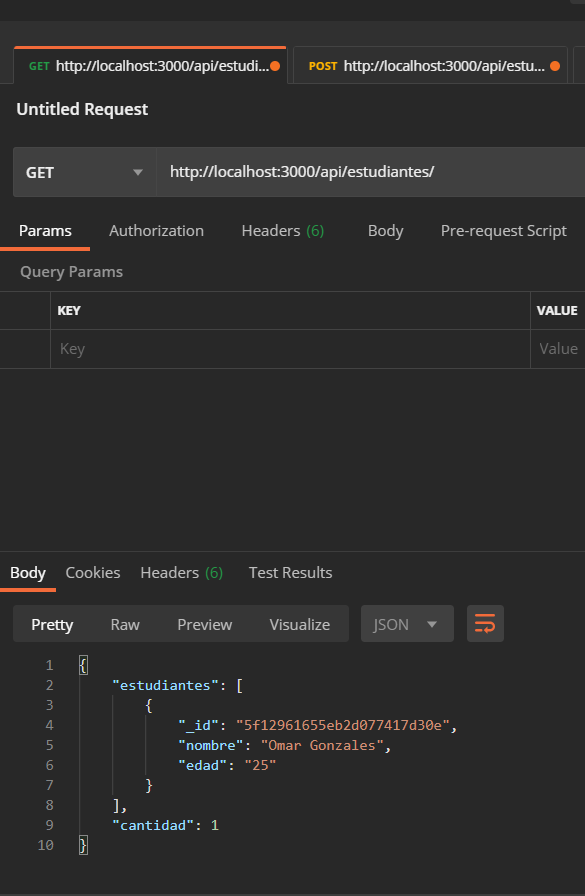 GET http://localhost:3000/api/estudi... POST http://localhost:3000/api/estu...
Untitled Request
GET http://localhost:3000/api/estudiantes/
Params Authorization Headers (6) Body Pre-request Script
Query Params
KEY VALUE
Key Value
Body Cookies Headers (6) Test Results
Pretty Raw Preview Visualize JSON
1 {
2 "estudiantes": [
3 {
4 "_id": "5f12961655eb2d077417d30e",
5 "nombre": "Omar Gonzales",
6 "edad": "25"
7 }
8 ],
9 "cantidad": 1
10 }